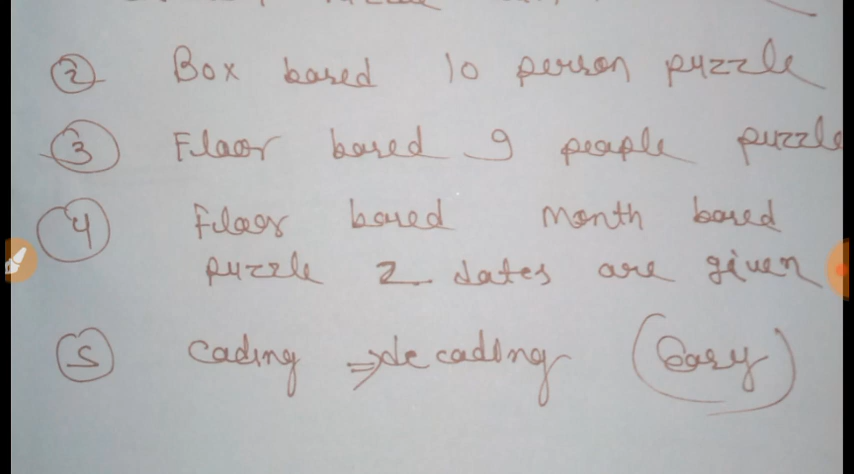 ② Box based 10 person puzzle
③ Floor based 9 people puzzle
④ Floor based month based
puzzle 2 dates are given
⑤ Coding ⇒ decoding (Easy)